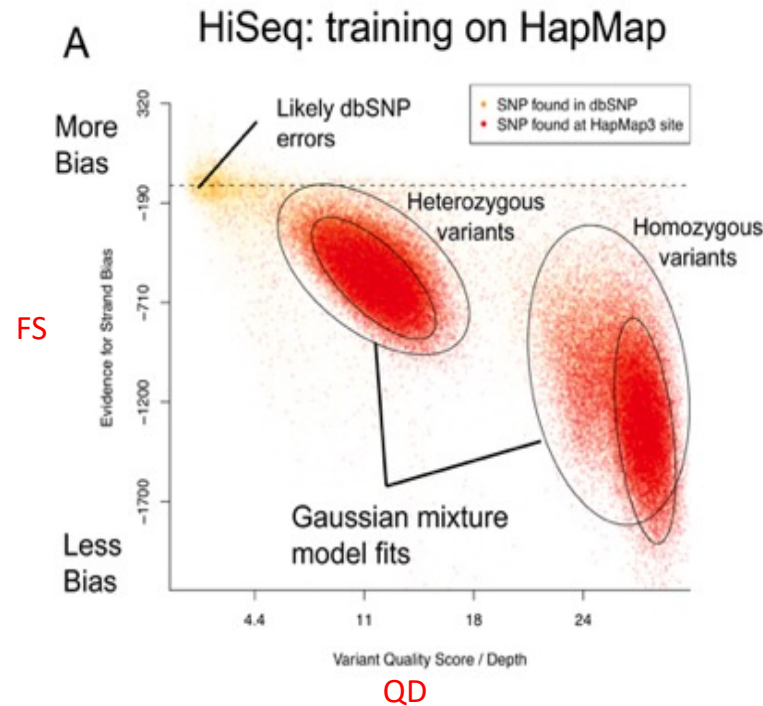 A
HiSeq: training on HapMap
SNP found in dbSNP
SNP found at HapMap3 site
Likely dbSNP
errors
More
Bias
320
-190
-710
-1200
-1700
Heterozygous
variants
Homozygous
variants
FS
Evidence for Strand Bias
Gaussian mixture
model fits
Less
Bias
4.4
11
18
24
Variant Quality Score / Depth
QD